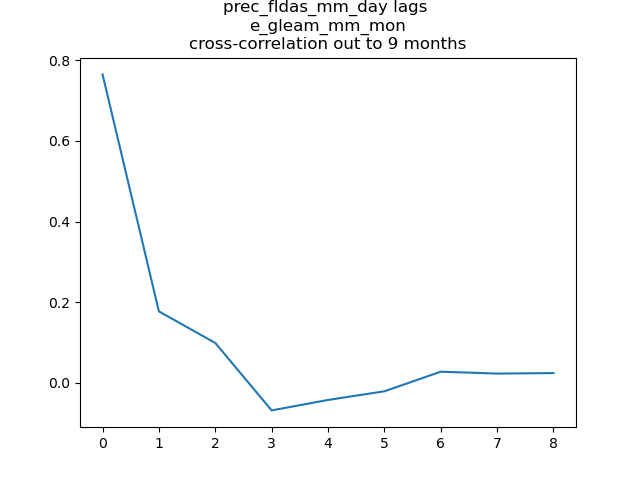 prec_fldas_mm_day lags
e_gleam_mm_mon
cross-correlation out to 9 months
0.8
0.6
0.4
0.2
0.0
0 1 2 3 4 5 6 7 8